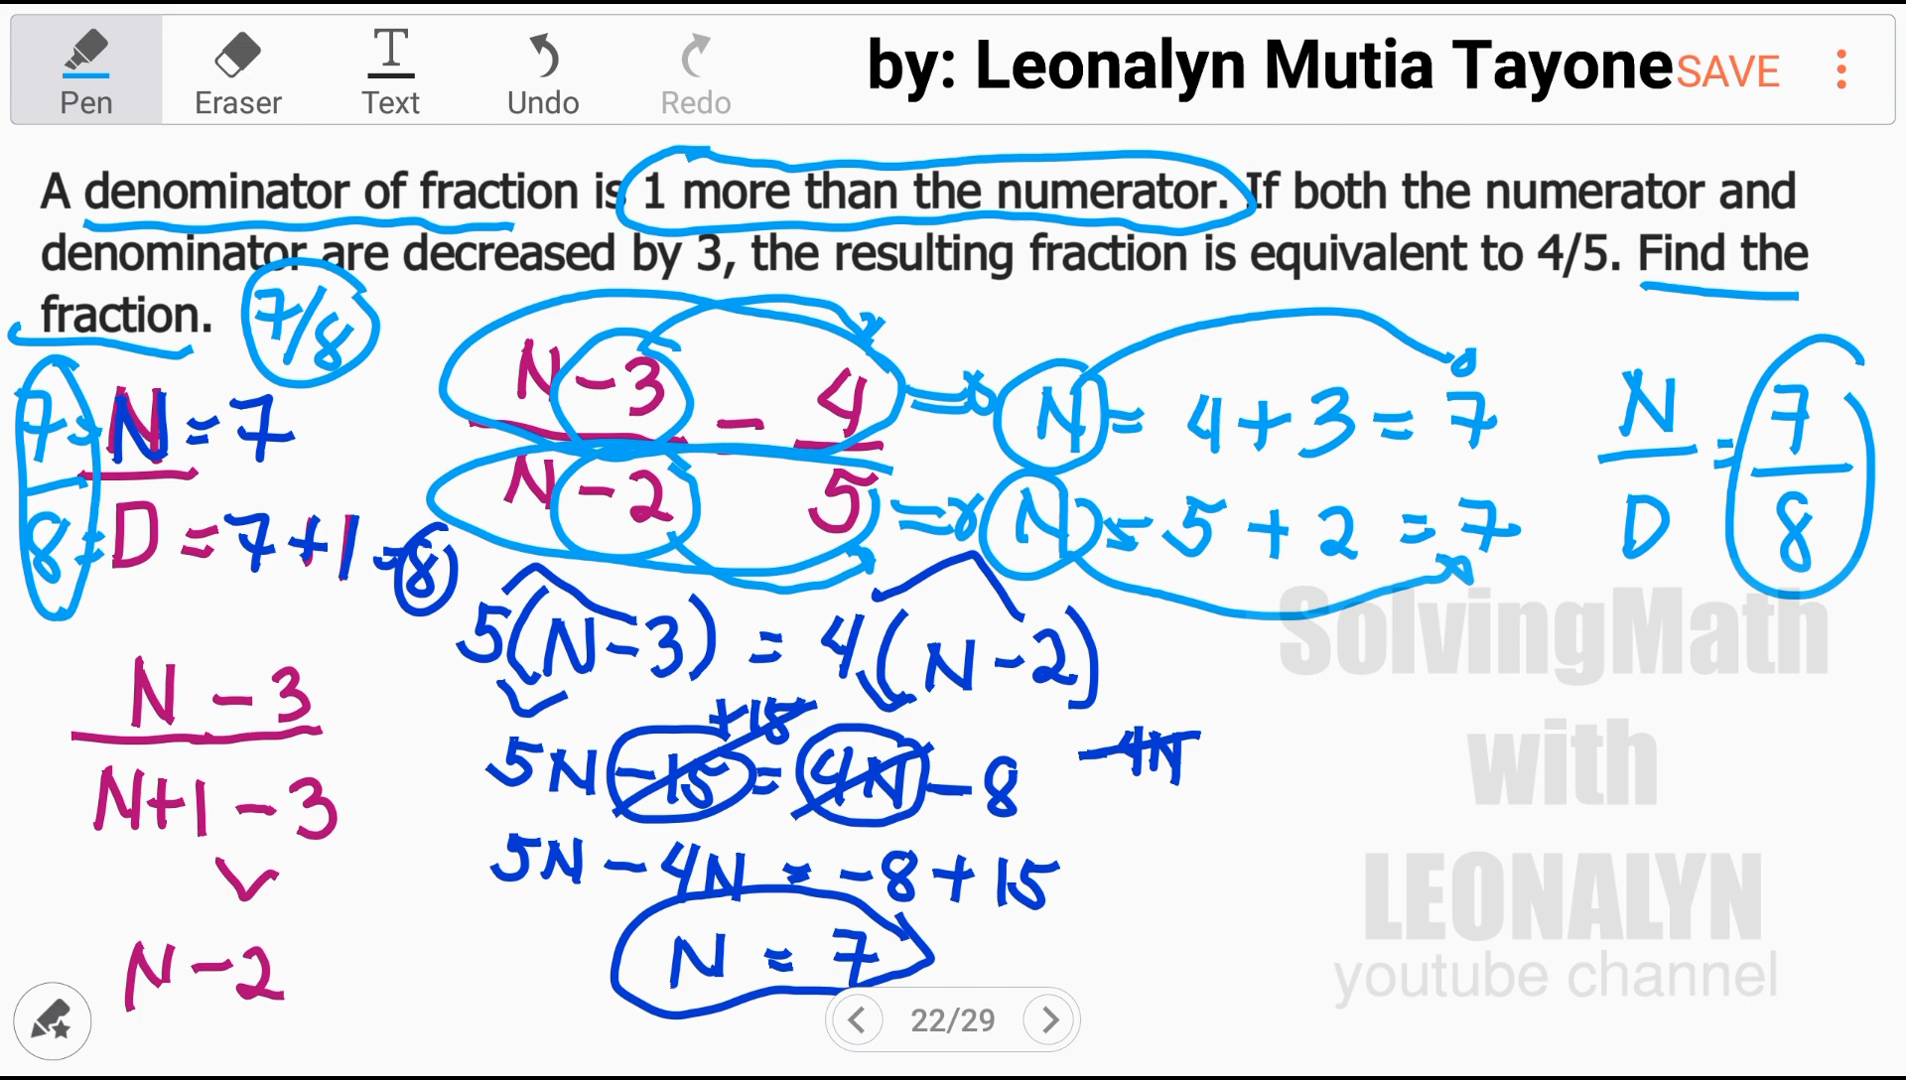 by: Leonalyn Mutia Tayone
SAVE
Pen
Eraser
T
Text
Undo
Redo
A denominator of fraction is 1 more than the numerator. If both the numerator and
denominator are decreased by 3, the resulting fraction is equivalent to 4/5. Find the
fraction.
7/8
7 = N = 7
8 = D = 7+1 = 8
N - 3
N+1 - 3
N - 2
N - 3 = 4
N - 2 5
5(N-3) = 4(N-2)
+15
5N -15 = 4N - 8
-4N
5N - 4N = -8 + 15
N = 7
N = 4 + 3 = 7
N = 5 + 2 = 7
N = 7
D 8
SolvingMath
with
LEONALYN
youtube channel
22/29